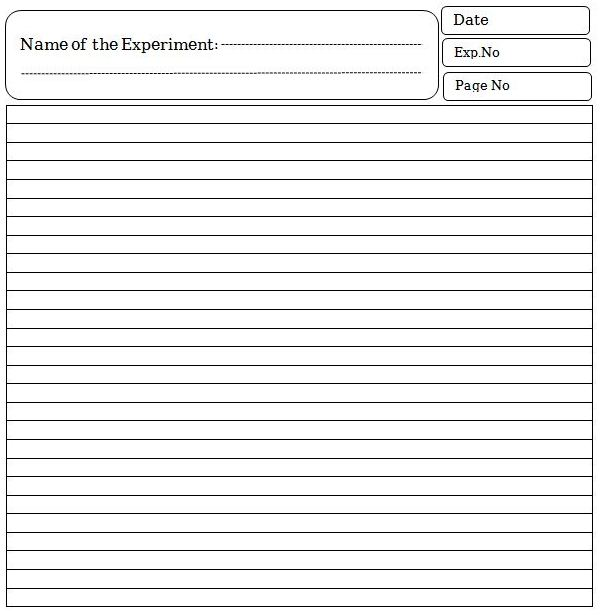 Name of the Experiment:
Date
Exp.No
Page No